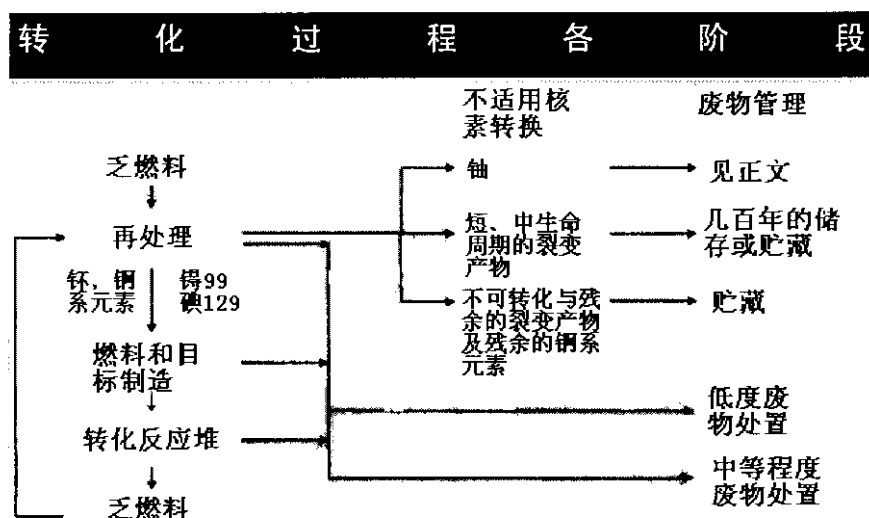 转化过程各阶段
不适用核
素转换
废物管理
乏燃料
铀
见正文
再处理
短、中生命
周期的裂变
产物
几百年的储
存或贮藏
钚，锕
系元素
锝99
碘129
不可转化与残
余的裂变产物
及残余的锕系
元素
贮藏
燃料和目
标制造
低度废
物处置
转化反应堆
中等程度
废物处置
乏燃料